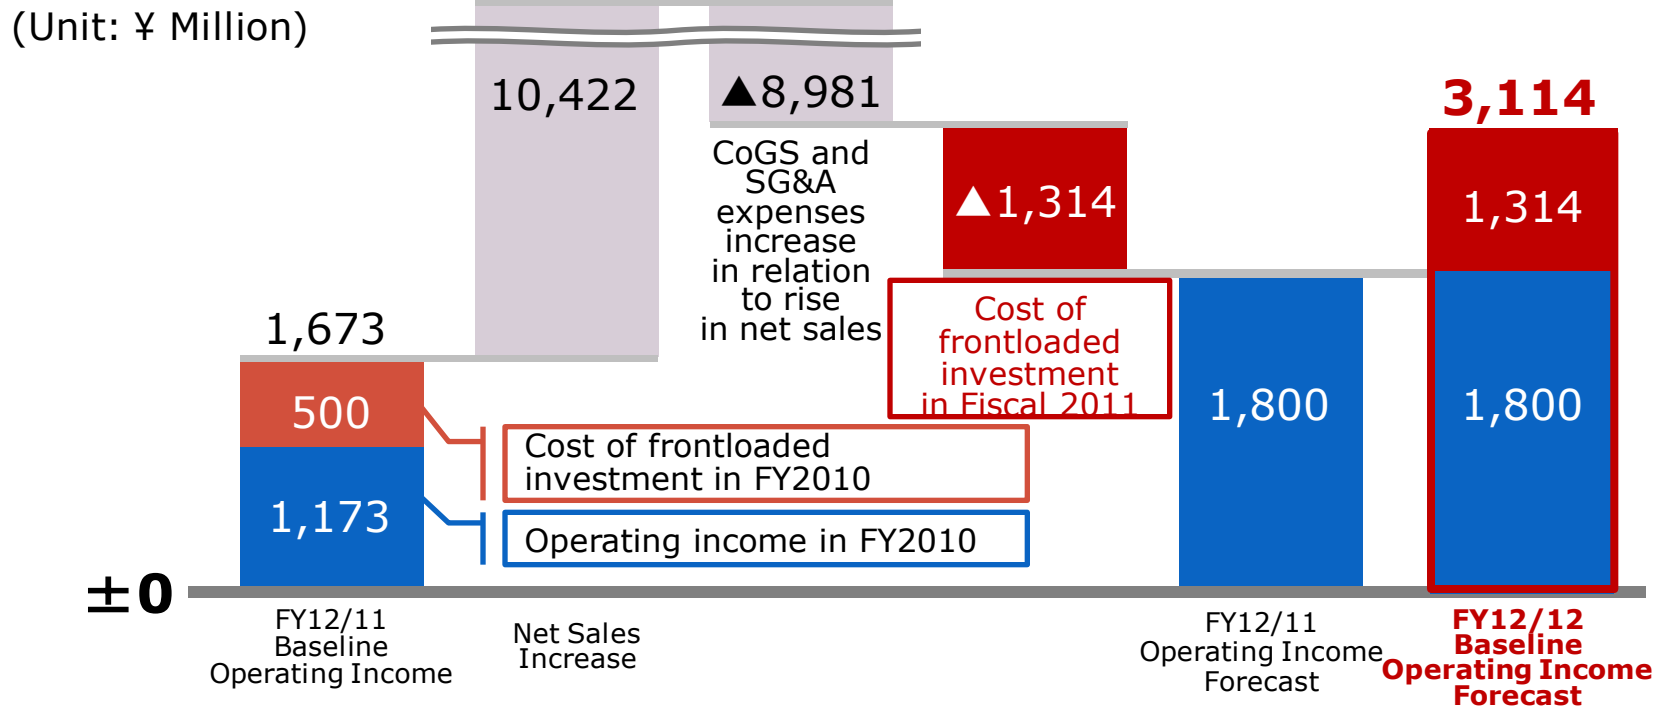 (Unit: ¥ Million)
10,422
▲8,981
3,114
CoGS and
SG&A
expenses
increase
in relation
to rise
in net sales
▲1,314
1,314
1,673
Cost of
frontloaded
investment
in Fiscal 2011
500
1,800
1,800
Cost of frontloaded
investment in FY2010
1,173
Operating income in FY2010
±0
FY12/11
Baseline
Operating Income
Net Sales
Increase
FY12/11
Operating Income
Forecast
FY12/12
Baseline
Operating Income
Forecast